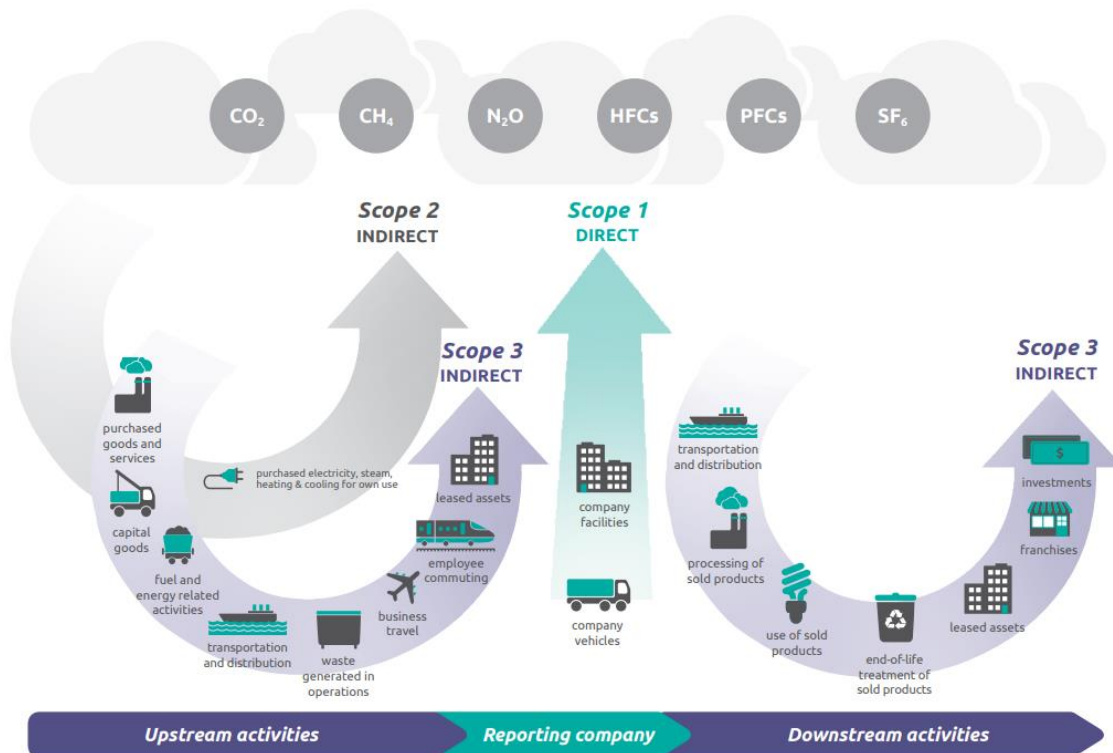 CO₂
CH₄
N₂O
HFCs
PFCs
SF₆
Scope 2
INDIRECT
Scope 1
DIRECT
Scope 3
INDIRECT
Scope 3
INDIRECT
purchased
goods and
services
capital
goods
fuel and
energy related
activities
transportation
and distribution
waste
generated in
operations
business
travel
employee
commuting
leased assets
purchased electricity, steam,
heating & cooling for own use
company
facilities
company
vehicles
transportation
and distribution
processing of
sold products
use of sold
products
end-of-life
treatment of
sold products
leased assets
franchises
$
investments
Upstream activities
Reporting company
Downstream activities